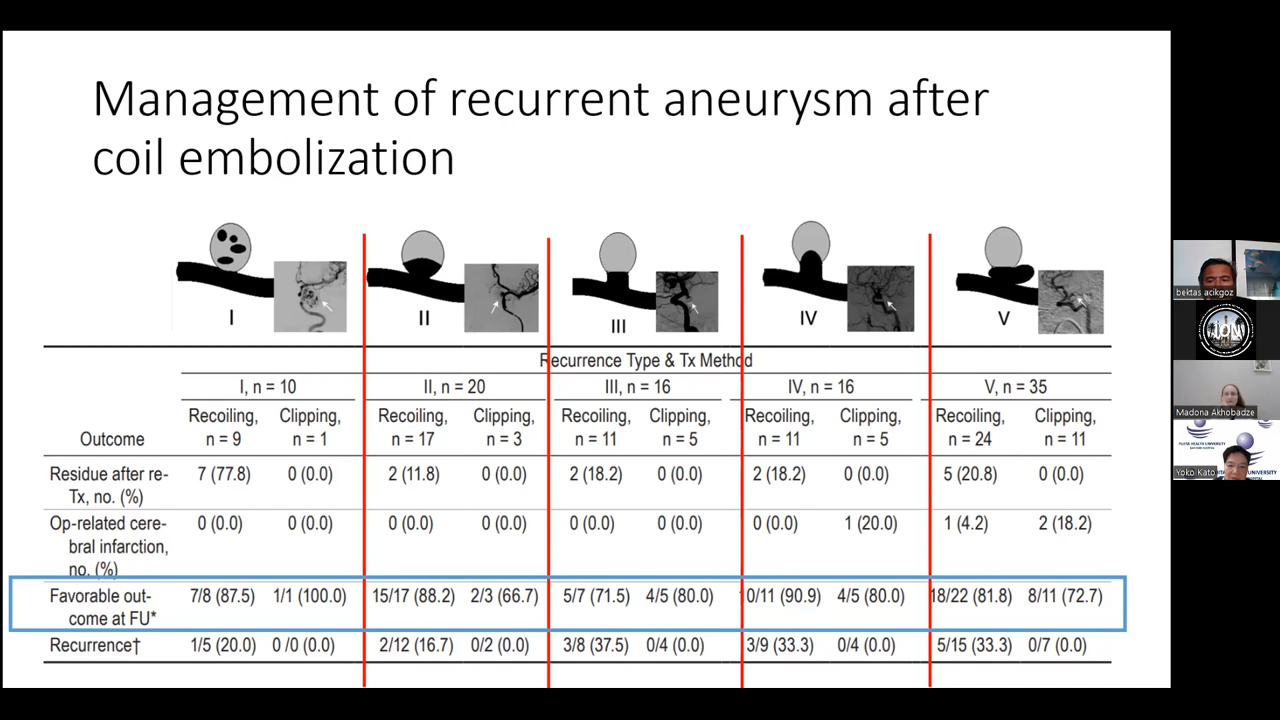 Management of recurrent aneurysm after
coil embolization
I II III IV V
Recurrence Type & Tx Method
I, n = 10 II, n = 20 III, n = 16 IV, n = 16 V, n = 35
Recoiling, Clipping, Recoiling, Clipping, Recoiling, Clipping, Recoiling, Clipping, Recoiling, Clipping,
Outcome n = 9 n = 1 n = 17 n = 3 n = 11 n = 5 n = 11 n = 5 n = 24 n = 11
Residue after re- 7 (77.8) 0 (0.0) 2 (11.8) 0 (0.0) 2 (18.2) 0 (0.0) 2 (18.2) 0 (0.0) 5 (20.8) 0 (0.0)
Tx, no. (%)
Op-related cere- 0 (0.0) 0 (0.0) 0 (0.0) 0 (0.0) 0 (0.0) 0 (0.0) 0 (0.0) 1 (20.0) 1 (4.2) 2 (18.2)
bral infarction,
no. (%)
Favorable out- 7/8 (87.5) 1/1 (100.0) 15/17 (88.2) 2/3 (66.7) 5/7 (71.5) 4/5 (80.0) 0/11 (90.9) 4/5 (80.0) 18/22 (81.8) 8/11 (72.7)
come at FU*
Recurrence† 1/5 (20.0) 0 /0 (0.0) 2/12 (16.7) 0/2 (0.0) 3/8 (37.5) 0/4 (0.0) 3/9 (33.3) 0/4 (0.0) 5/15 (33.3) 0/7 (0.0)
bektas acikgoz
Madona Akhobadze
FUJITA HEALTH UNIVERSITY
Yoko Kato
UNIVERSITY